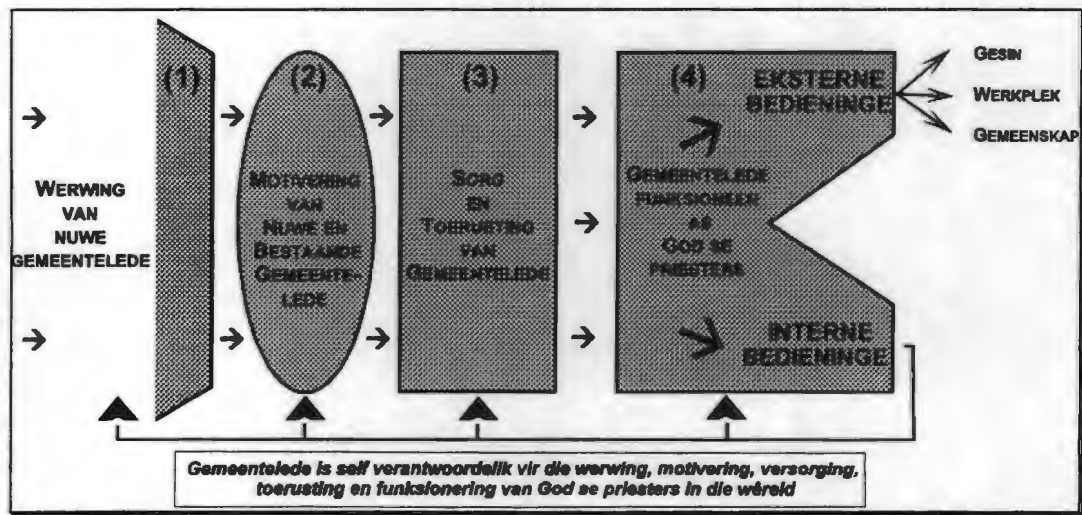 WERWING
VAN
NUWE
GEMEENTELEDE
(1)
(2)
MOTIVERING
VAN
NUWE EN
BESTAANDE
GEMEENTE-
LEDE
(3)
SORG
EN
TOERUSTING
VAN
GEMEENTELEDE
(4)
EKSTERNE
BEDIENINGE
GEMEENTELEDE
FUNKSIONEER
AS
GOD SE
PRIESTERS
INTERNE
BEDIENINGE
GESIN
WERKPLEK
GEMEENSKAP
Gemeentelede is self verantwoordelik vir die werwing, motivering, versorging,
toerusting en funksionering van God se priesters in die wêreld